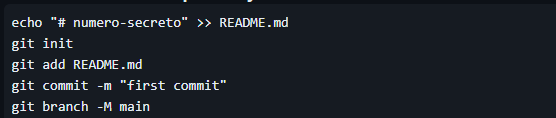 echo "# numero-secreto" >> README.md
git init
git add README.md
git commit -m "first commit"
git branch -M main